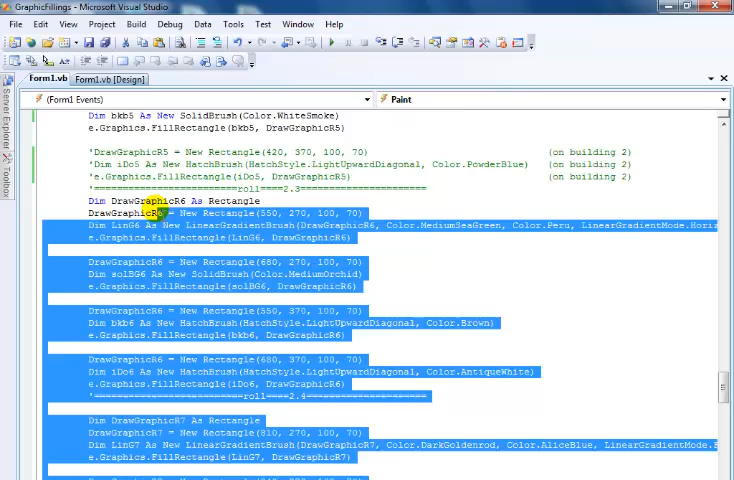 GraphicFillings - Microsoft Visual Studio
File Edit View Project Build Debug Data Tools Test Window Help
Form1.vb Form1.vb [Design]
(Form1 Events) Paint
Server Explorer
Toolbox
Dim bkb5 As New SolidBrush(Color.WhiteSmoke)
e.Graphics.FillRectangle(bkb5, DrawGraphicR5)
'DrawGraphicR5 = New Rectangle(420, 370, 100, 70) (on building 2)
'Dim iDo5 As New HatchBrush(HatchStyle.LightUpwardDiagonal, Color.PowderBlue) (on building 2)
'e.Graphics.FillRectangle(iDo5, DrawGraphicR5) (on building 2)
'=========================roll====2.3========================
Dim DrawGraphicR6 As Rectangle
DrawGraphicR6 = New Rectangle(550, 270, 100, 70)
Dim LinG6 As New LinearGradientBrush(DrawGraphicR6, Color.MediumSeaGreen, Color.Peru, LinearGradientMode.Hori
e.Graphics.FillRectangle(LinG6, DrawGraphicR6)
DrawGraphicR6 = New Rectangle(680, 270, 100, 70)
Dim solBG6 As New SolidBrush(Color.MediumOrchid)
e.Graphics.FillRectangle(solBG6, DrawGraphicR6)
DrawGraphicR6 = New Rectangle(550, 370, 100, 70)
Dim bkb6 As New HatchBrush(HatchStyle.LightUpwardDiagonal, Color.Brown)
e.Graphics.FillRectangle(bkb6, DrawGraphicR6)
DrawGraphicR6 = New Rectangle(680, 370, 100, 70)
Dim iDo6 As New HatchBrush(HatchStyle.LightUpwardDiagonal, Color.AntiqueWhite)
e.Graphics.FillRectangle(iDo6, DrawGraphicR6)
'=========================roll====2.4========================
Dim DrawGraphicR7 As Rectangle
DrawGraphicR7 = New Rectangle(810, 270, 100, 70)
Dim LinG7 As New LinearGradientBrush(DrawGraphicR7, Color.DarkGoldenrod, Color.AliceBlue, LinearGradientMode.
e.Graphics.FillRectangle(LinG7, DrawGraphicR7)